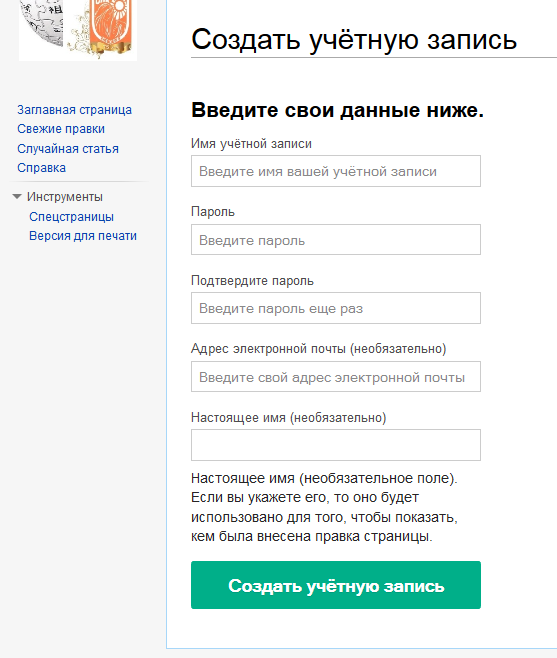 Создать учётную запись
Заглавная страница
Свежие правки
Случайная статья
Справка
Инструменты
Спецстраницы
Версия для печати
Введите свои данные ниже.
Имя учётной записи
Введите имя вашей учётной записи
Пароль
Введите пароль
Подтвердите пароль
Введите пароль еще раз
Адрес электронной почты (необязательно)
Введите свой адрес электронной почты
Настоящее имя (необязательно)
Настоящее имя (необязательное поле).
Если вы укажете его, то оно будет
использовано для того, чтобы показать,
кем была внесена правка страницы.
Создать учётную запись